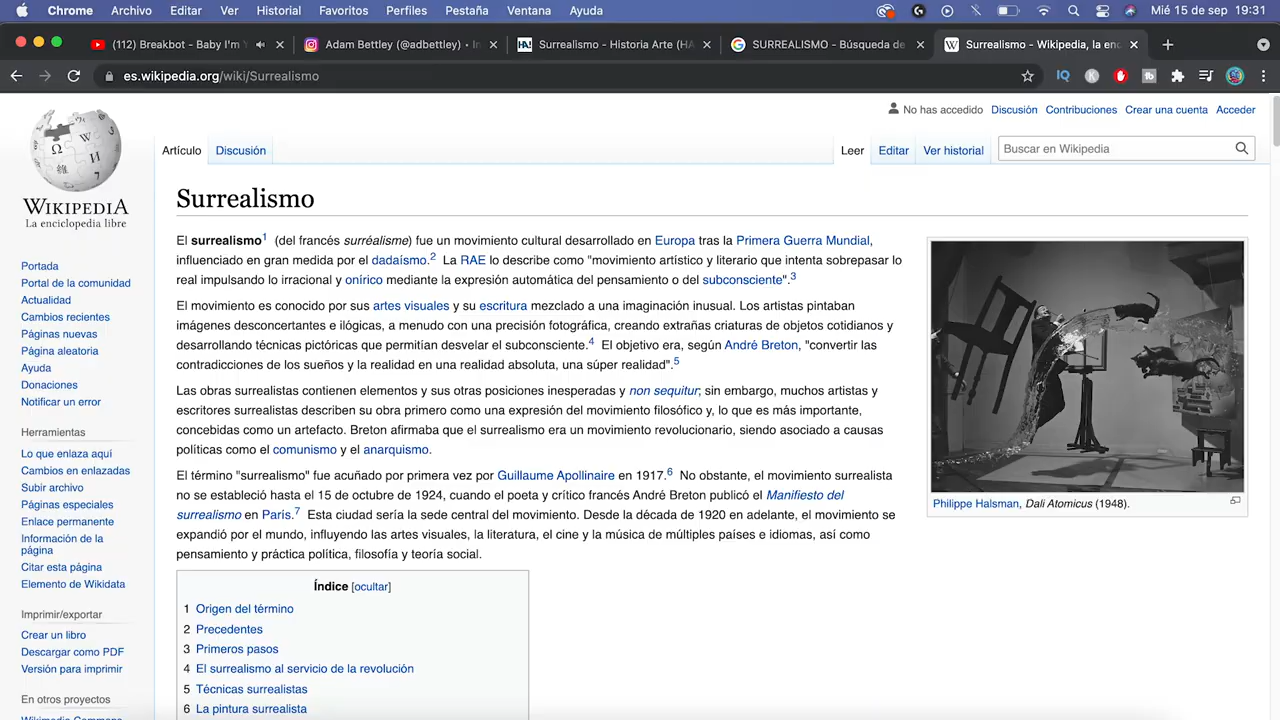 Chrome Archivo Editar Ver Historial Favoritos Perfiles Pestaña Ventana Ayuda Mié 15 de sep 19:31
(112) Breakbot - Baby I'm Y
Adam Bettley (@adbettley) • In
Surrealismo - Historia Arte (HA
SURREALISMO - Búsqueda de
Surrealismo - Wikipedia, la enc
es.wikipedia.org/wiki/Surrealismo
No has accedido Discusión Contribuciones Crear una cuenta Acceder
Artículo Discusión Leer Editar Ver historial Buscar en Wikipedia
WIKIPEDIA
La enciclopedia libre
Portada
Portal de la comunidad
Actualidad
Cambios recientes
Páginas nuevas
Página aleatoria
Ayuda
Donaciones
Notificar un error
Herramientas
Lo que enlaza aquí
Cambios en enlazadas
Subir archivo
Páginas especiales
Enlace permanente
Información de la
página
Citar esta página
Elemento de Wikidata
Imprimir/exportar
Crear un libro
Descargar como PDF
Versión para imprimir
En otros proyectos
Wikimedia Commons
Surrealismo
El surrealismo1 (del francés surréalisme) fue un movimiento cultural desarrollado en Europa tras la Primera Guerra Mundial,
influenciado en gran medida por el dadaísmo.2 La RAE lo describe como "movimiento artístico y literario que intenta sobrepasar lo
real impulsando lo irracional y onírico mediante la expresión automática del pensamiento o del subconsciente".3
El movimiento es conocido por sus artes visuales y su escritura mezclado a una imaginación inusual. Los artistas pintaban
imágenes desconcertantes e ilógicas, a menudo con una precisión fotográfica, creando extrañas criaturas de objetos cotidianos y
desarrollando técnicas pictóricas que permitían desvelar el subconsciente.4 El objetivo era, según André Breton, "convertir las
contradicciones de los sueños y la realidad en una realidad absoluta, una súper realidad".5
Las obras surrealistas contienen elementos y sus otras posiciones inesperadas y non sequitur; sin embargo, muchos artistas y
escritores surrealistas describen su obra primero como una expresión del movimiento filosófico y, lo que es más importante,
concebidas como un artefacto. Breton afirmaba que el surrealismo era un movimiento revolucionario, siendo asociado a causas
políticas como el comunismo y el anarquismo.
El término "surrealismo" fue acuñado por primera vez por Guillaume Apollinaire en 1917.6 No obstante, el movimiento surrealista
no se estableció hasta el 15 de octubre de 1924, cuando el poeta y crítico francés André Breton publicó el Manifiesto del
surrealismo en París.7 Esta ciudad sería la sede central del movimiento. Desde la década de 1920 en adelante, el movimiento se
expandió por el mundo, influyendo las artes visuales, la literatura, el cine y la música de múltiples países e idiomas, así como
pensamiento y práctica política, filosofía y teoría social.
Philippe Halsman, Dali Atomicus (1948).
Índice [ocultar]
1 Origen del término
2 Precedentes
3 Primeros pasos
4 El surrealismo al servicio de la revolución
5 Técnicas surrealistas
6 La pintura surrealista